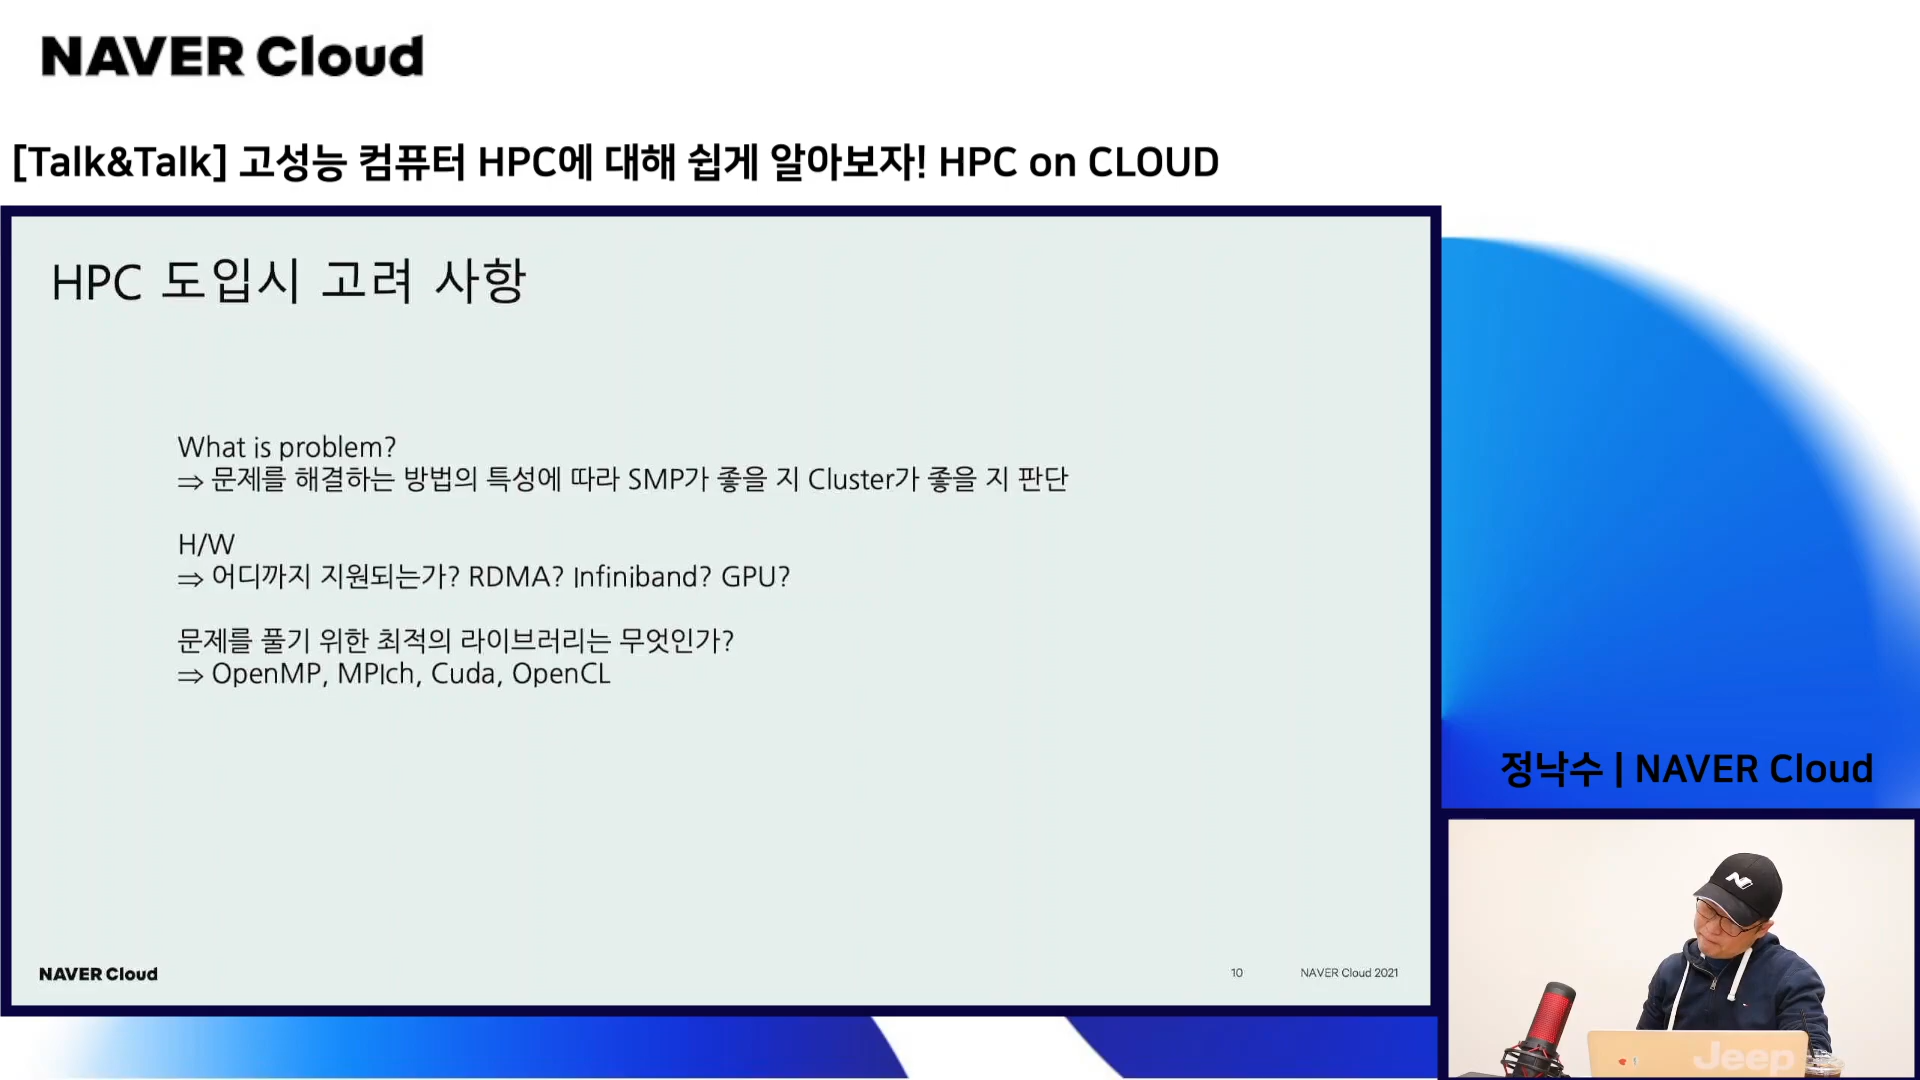 NAVER Cloud
[Talk&Talk] 고성능 컴퓨터 HPC에 대해 쉽게 알아보자! HPC on CLOUD
HPC 도입시 고려 사항
What is problem?
⇒ 문제를 해결하는 방법의 특성에 따라 SMP가 좋을 지 Cluster가 좋을 지 판단
H/W
⇒ 어디까지 지원되는가? RDMA? Infiniband? GPU?
문제를 풀기 위한 최적의 라이브러리는 무엇인가?
⇒ OpenMP, MPIch, Cuda, OpenCL
NAVER Cloud
10
NAVER Cloud 2021
정낙수 | NAVER Cloud
N
Jeep